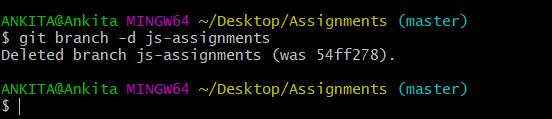 ANKITA@Ankita MINGW64 ~/Desktop/Assignments (master)
$ git branch -d js-assignments
Deleted branch js-assignments (was 54ff278).
ANKITA@Ankita MINGW64 ~/Desktop/Assignments (master)
$